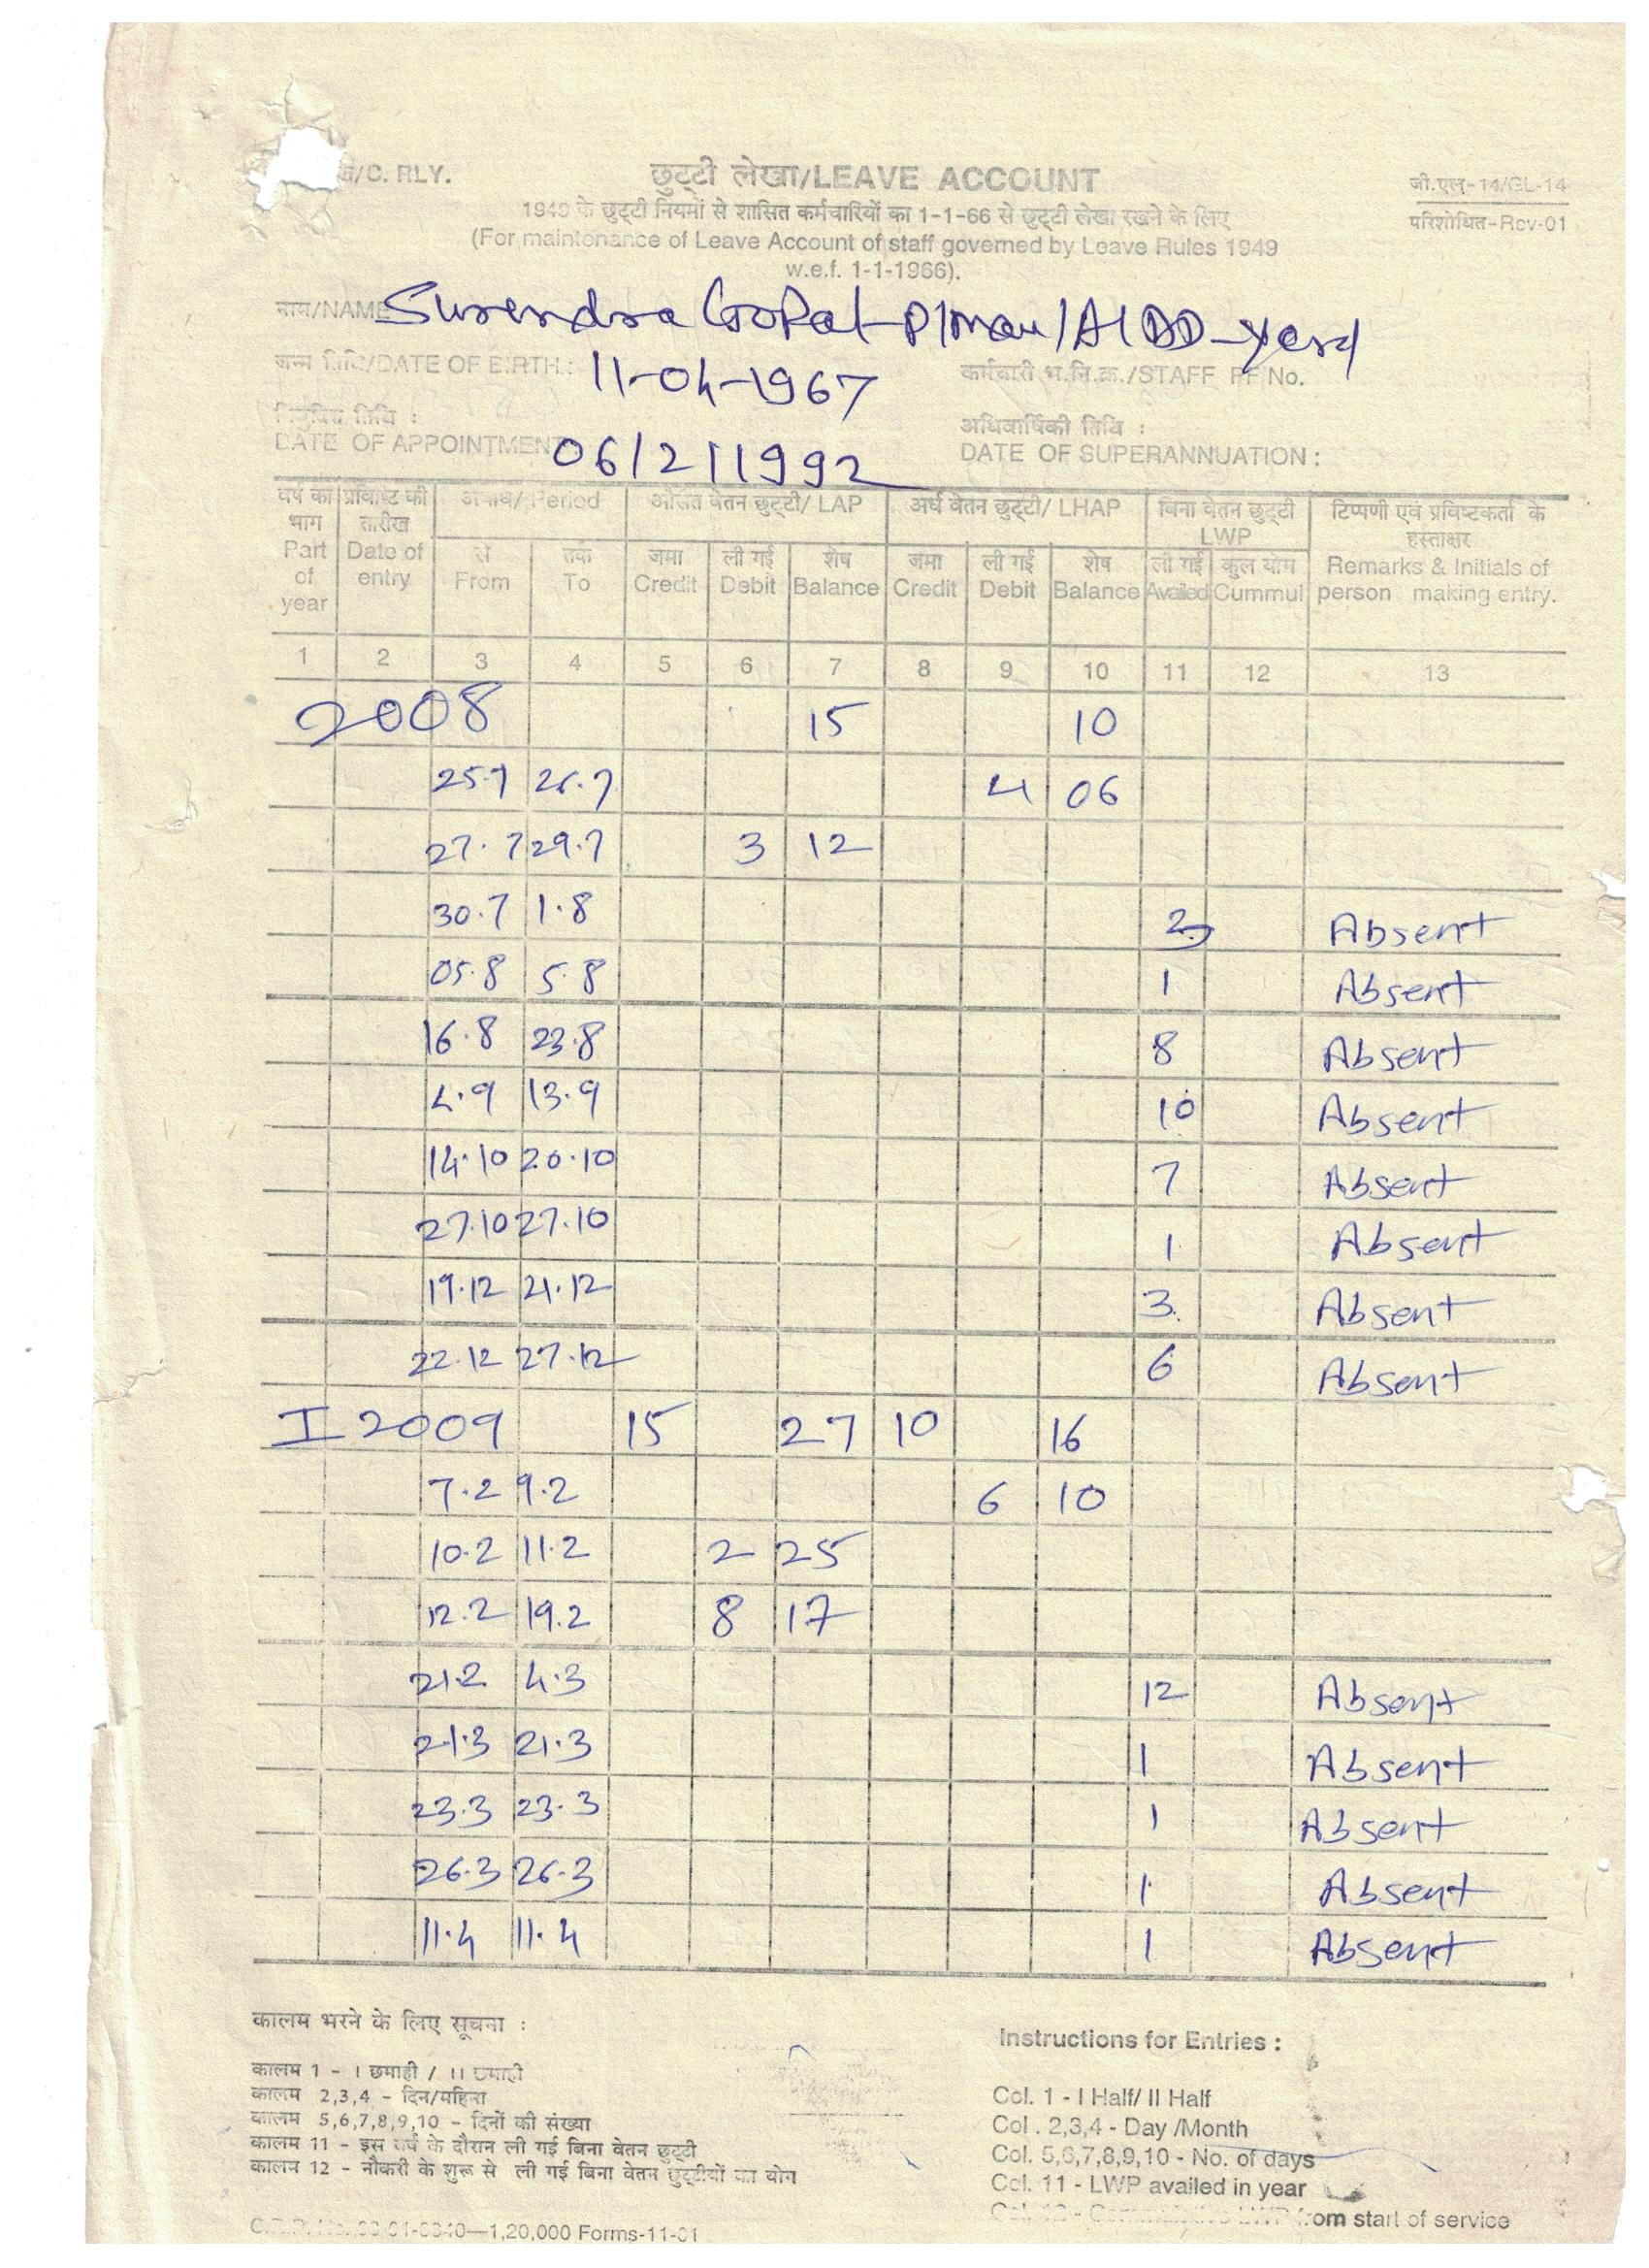 /C. RLY.
छुट्टी लेखा/LEAVE ACCOUNT
जी.एल-14/GL-14
1949 के छुट्टी नियमों से शासित कर्मचारियों का 1-1-66 से छुट्टी लेखा रखने के लिए
परिशोधित-Rev-01
(For maintenance of Leave Account of staff governed by Leave Rules 1949
w.e.f. 1-1-1966).
नाम/NAME Surendra Gopal P/man/A/DD-Yard
जन्म तिथि/DATE OF BIRTH : 11-04-1967 कर्मचारी भ.नि.क्र./STAFF PF No.
नियुक्ति तिथि : अधिवार्षिकी तिथि :
DATE OF APPOINTMENT 06/2/1992 DATE OF SUPERANNUATION :
वर्ष का भाग Part of year
प्रविष्टि की तारीख Date of entry
अवधि/ Period
से From
तक To
औसत वेतन छुट्टी/ LAP
जमा Credit
ली गई Debit
शेष Balance
अर्ध वेतन छुट्टी/ LHAP
जमा Credit
ली गई Debit
शेष Balance
बिना वेतन छुट्टी LWP
ली गई Availed
कुल योग Cummul
टिप्पणी एवं प्रविष्टकर्ता के हस्ताक्षर
Remarks & Initials of person making entry.
1 2 3 4 5 6 7 8 9 10 11 12 13
2008 15 10
25.7 26.7 4 06
27.7 29.7 3 12
30.7 1.8 Absent
05.8 5.8 1 Absent
16.8 23.8 8 Absent
4.9 13.9 10 Absent
14.10 20.10 7 Absent
27.10 27.10 1 Absent
19.12 21.12 3 Absent
22.12 27.12 6 Absent
I 2009 15 27 10 16
7.2 9.2 6 10
10.2 11.2 2 25
12.2 19.2 8 17
21.2 4.3 12 Absent
21.3 21.3 1 Absent
23.3 23.3 1 Absent
26.3 26.3 1 Absent
11.4 11.4 1 Absent
कालम भरने के लिए सूचना :
कालम 1 - I छमाही / II छमाही
कालम 2,3,4 - दिन/महिना
कालम 5,6,7,8,9,10 - दिनों की संख्या
कालम 11 - इस वर्ष के दौरान ली गई बिना वेतन छुट्टी
कालम 12 - नौकरी के शुरू से ली गई बिना वेतन छुट्टीयों का योग
Instructions for Entries :
Col. 1 - I Half/ II Half
Col . 2,3,4 - Day /Month
Col. 5,6,7,8,9,10 - No. of days
Col. 11 - LWP availed in year
from start of service
1,20,000 Forms-11-01